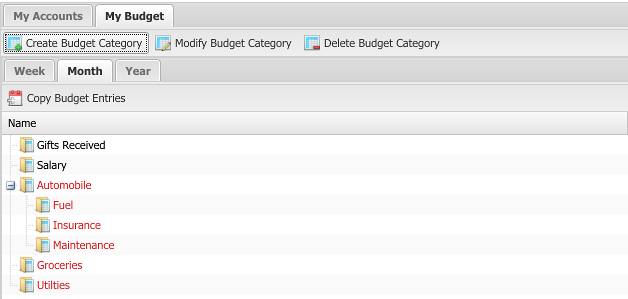 My Accounts My Budget
Create Budget Category Modify Budget Category Delete Budget Category
Week Month Year
Copy Budget Entries
Name
Gifts Received
Salary
Automobile
Fuel
Insurance
Maintenance
Groceries
Utilties